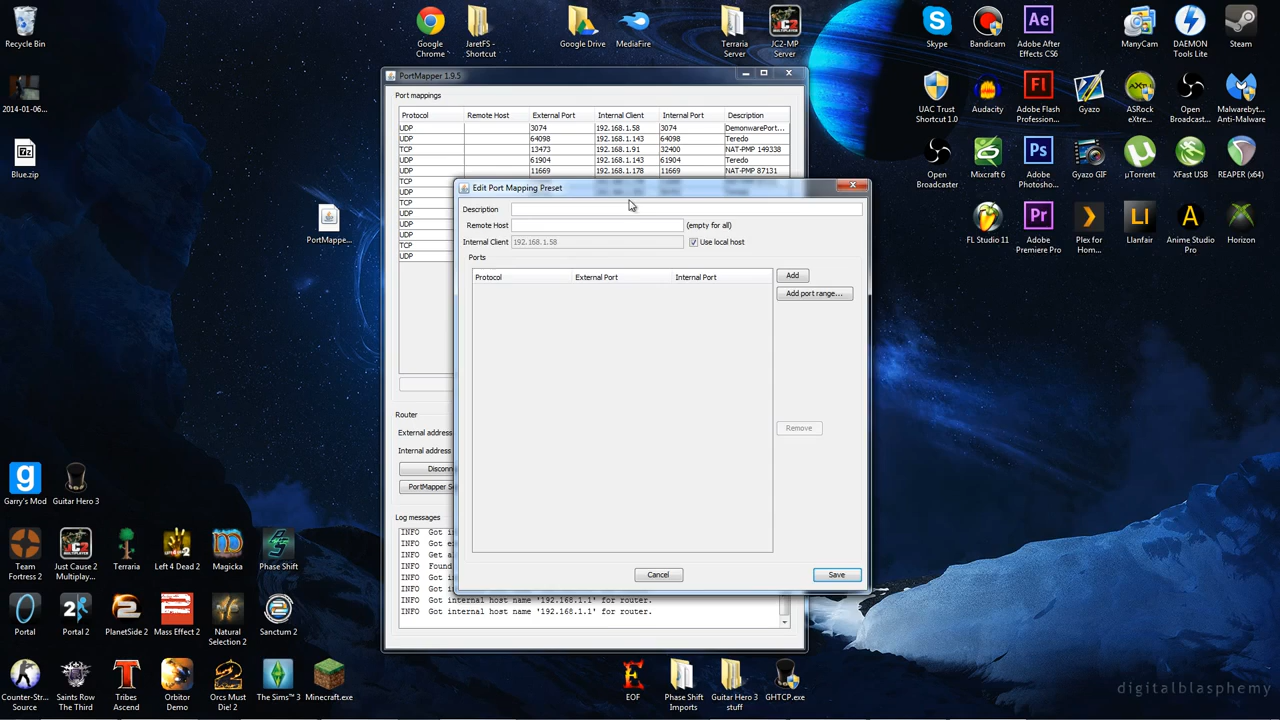 Recycle Bin
2014-01-06...
Blue.zip
Google Chrome
JaretFS - Shortcut
Google Drive
MediaFire
Terraria Server
JC2-MP Server
Skype
Bandicam
Adobe After Effects CS6
ManyCam
DAEMON Tools Lite
Steam
UAC Trust Shortcut 1.0
Audacity
Adobe Flash Profession...
Gyazo
ASRock eXtre...
Open Broadcast...
Malwarebyt... Anti-Malware
Open Broadcaster
Mixcraft 6
Adobe Photosho...
Gyazo GIF
µTorrent
XFast USB
REAPER (x64)
FL Studio 11
Adobe Premiere Pro
Plex for Hom...
Llanfair
Anime Studio Pro
Horizon
PortMappe...
PortMapper 1.9.5
Port mappings
Protocol Remote Host External Port Internal Client Internal Port Description
UDP 3074 192.168.1.58 3074 DemonwarePort...
UDP 64098 192.168.1.143 64098 Teredo
TCP 13473 192.168.1.91 32400 NAT-PMP 149338
UDP 61904 192.168.1.143 61904 Teredo
UDP 11669 192.168.1.178 11669 NAT-PMP 87131
TCP
UDP
TCP
UDP
UDP
UDP
TCP
UDP
Edit Port Mapping Preset
Description
Remote Host (empty for all)
Internal Client 192.168.1.58 Use local host
Ports
Protocol External Port Internal Port
Add
Add port range...
Remove
Cancel
Save
Router
External address
Internal address
Disconn
PortMapper S
Log messages
INFO Got in
INFO Got e
INFO Get a
INFO Found
INFO Got in
INFO Got in
INFO Got internal host name '192.168.1.1' for router.
INFO Got internal host name '192.168.1.1' for router.
Garry's Mod
Guitar Hero 3
Team Fortress 2
Just Cause 2 Multiplay...
Terraria
Left 4 Dead 2
Magicka
Phase Shift
Portal
Portal 2
PlanetSide 2
Mass Effect 2
Natural Selection 2
Sanctum 2
Counter-Str... Source
Saints Row The Third
Tribes Ascend
Orbitor Demo
Orcs Must Die! 2
The Sims™ 3
Minecraft.exe
EOF
Phase Shift Imports
Guitar Hero 3 stuff
GHTCP.exe
digitalblasphemy